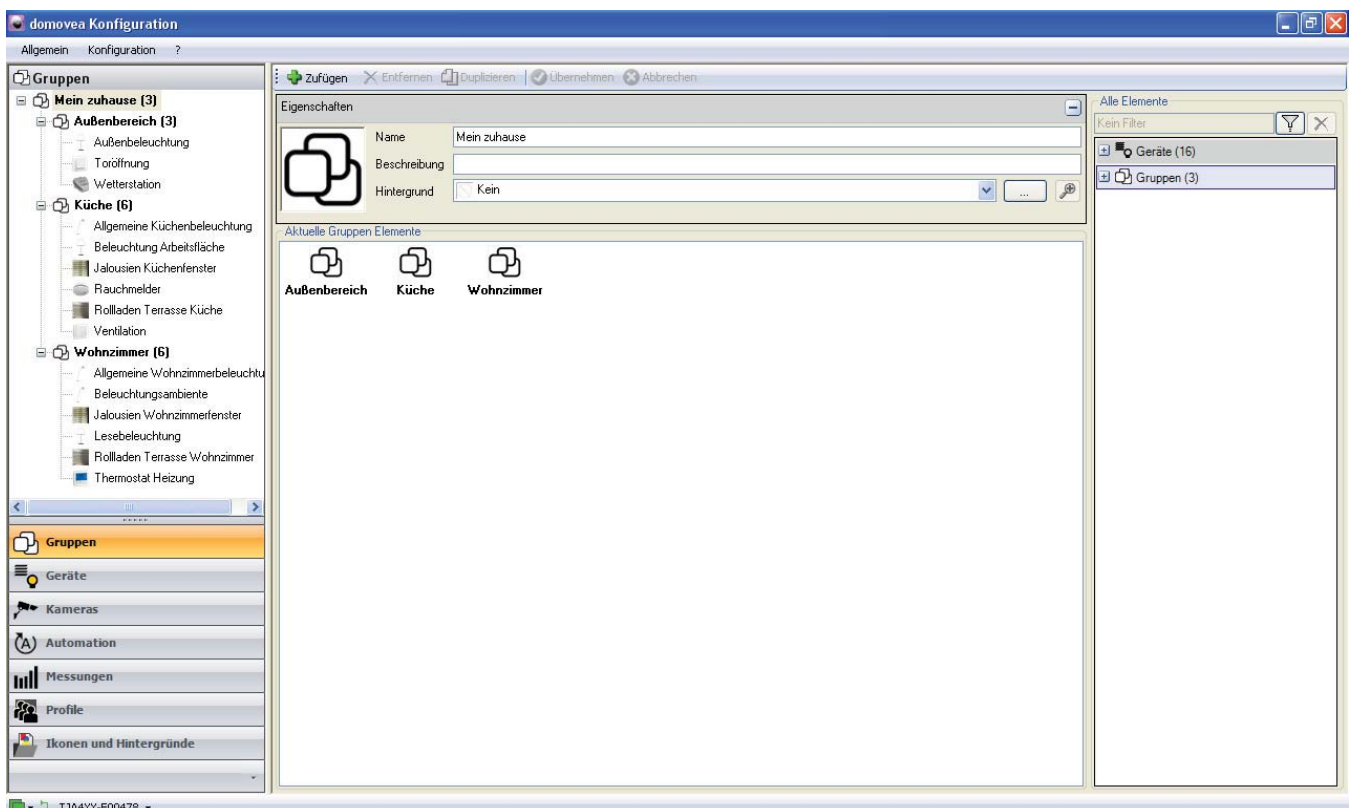 domovea Konfiguration
Allgemein Konfiguration ?
Gruppen
Mein zuhause (3)
Außenbereich (3)
Außenbeleuchtung
Toröffnung
Wetterstation
Küche (6)
Allgemeine Küchenbeleuchtung
Beleuchtung Arbeitsfläche
Jalousien Küchenfenster
Rauchmelder
Rollladen Terrasse Küche
Ventilation
Wohnzimmer (6)
Allgemeine Wohnzimmerbeleuchtu
Beleuchtungsambiente
Jalousien Wohnzimmerfenster
Lesebeleuchtung
Rollladen Terrasse Wohnzimmer
Thermostat Heizung
Gruppen
Geräte
Kameras
Automation
Messungen
Profile
Ikonen und Hintergründe
Zufügen Entfernen Duplizieren Übernehmen Abbrechen
Eigenschaften
Name Mein zuhause
Beschreibung
Hintergrund Kein ...
Aktuelle Gruppen Elemente
Außenbereich Küche Wohnzimmer
Alle Elemente
Kein Filter
Geräte (16)
Gruppen (3)